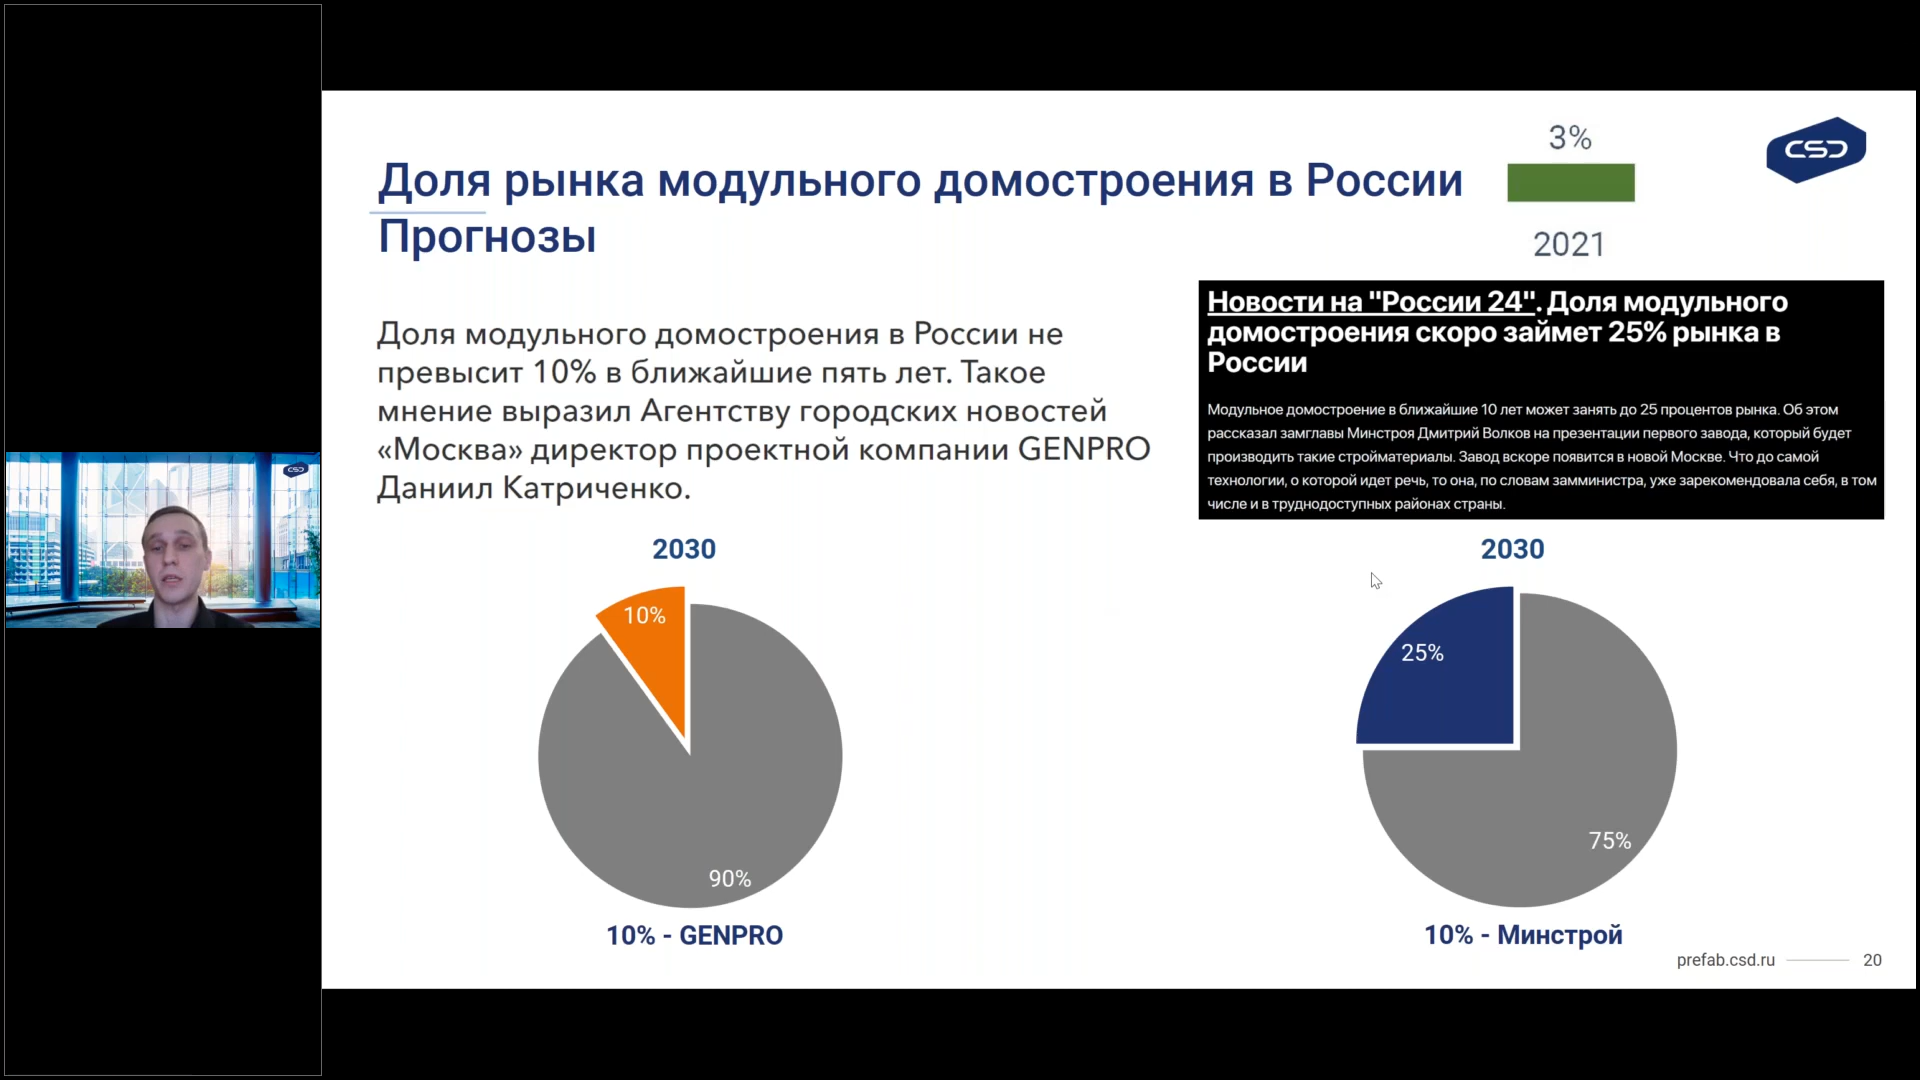 3%
CSD
Доля рынка модульного домостроения в России
Прогнозы
2021
Доля модульного домостроения в России не
превысит 10% в ближайшие пять лет. Такое
мнение выразил Агентству городских новостей
«Москва» директор проектной компании GENPRO
Даниил Катриченко.
Новости на "России 24". Доля модульного
домостроения скоро займет 25% рынка в
России
Модульное домостроение в ближайшие 10 лет может занять до 25 процентов рынка. Об этом
рассказал замглавы Минстроя Дмитрий Волков на презентации первого завода, который будет
производить такие стройматериалы. Завод вскоре появится в новой Москве. Что до самой
технологии, о которой идет речь, то она, по словам замминистра, уже зарекомендовала себя, в том
числе и в труднодоступных районах страны.
CSD
2030
10%
90%
10% - GENPRO
2030
25%
75%
10% - Минстрой
prefab.csd.ru
20